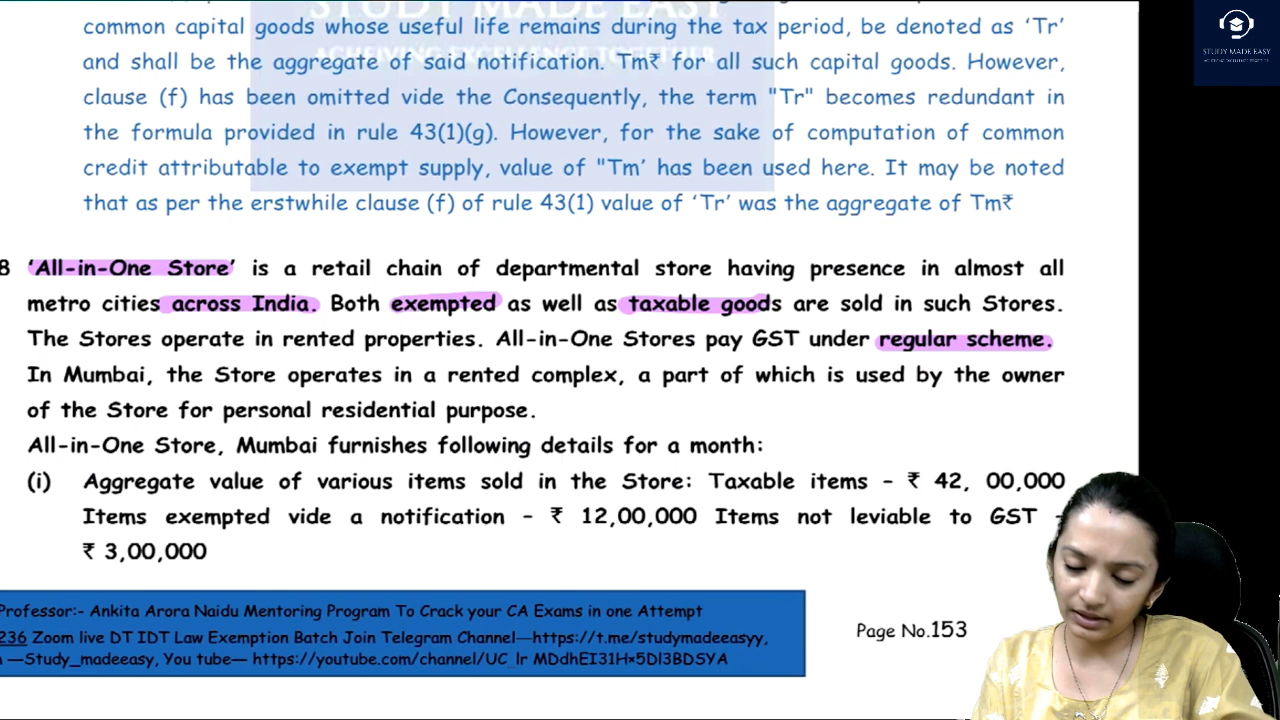 STUDY MADE EASY
ACHEIVING EXCELLENCE TOGETHER
common capital goods whose useful life remains during the tax period, be denoted as ‘Tr’
and shall be the aggregate of said notification. Tm₹ for all such capital goods. However,
clause (f) has been omitted vide the Consequently, the term "Tr" becomes redundant in
the formula provided in rule 43(1)(g). However, for the sake of computation of common
credit attributable to exempt supply, value of "Tm’ has been used here. It may be noted
that as per the erstwhile clause (f) of rule 43(1) value of ‘Tr’ was the aggregate of Tm₹
8 ‘All-in-One Store’ is a retail chain of departmental store having presence in almost all
metro cities across India. Both exempted as well as taxable goods are sold in such Stores.
The Stores operate in rented properties. All-in-One Stores pay GST under regular scheme.
In Mumbai, the Store operates in a rented complex, a part of which is used by the owner
of the Store for personal residential purpose.
All-in-One Store, Mumbai furnishes following details for a month:
(i) Aggregate value of various items sold in the Store: Taxable items - ₹ 42, 00,000
Items exempted vide a notification - ₹ 12,00,000 Items not leviable to GST -
₹ 3,00,000
Professor:- Ankita Arora Naidu Mentoring Program To Crack your CA Exams in one Attempt
236 Zoom live DT IDT Law Exemption Batch Join Telegram Channel—https://t.me/studymadeeasyy,
—Study_madeeasy, You tube— https://youtube.com/channel/UC_lr MDdhEI31H×5Dl3BDSYA
Page No.153
STUDY MADE EASY